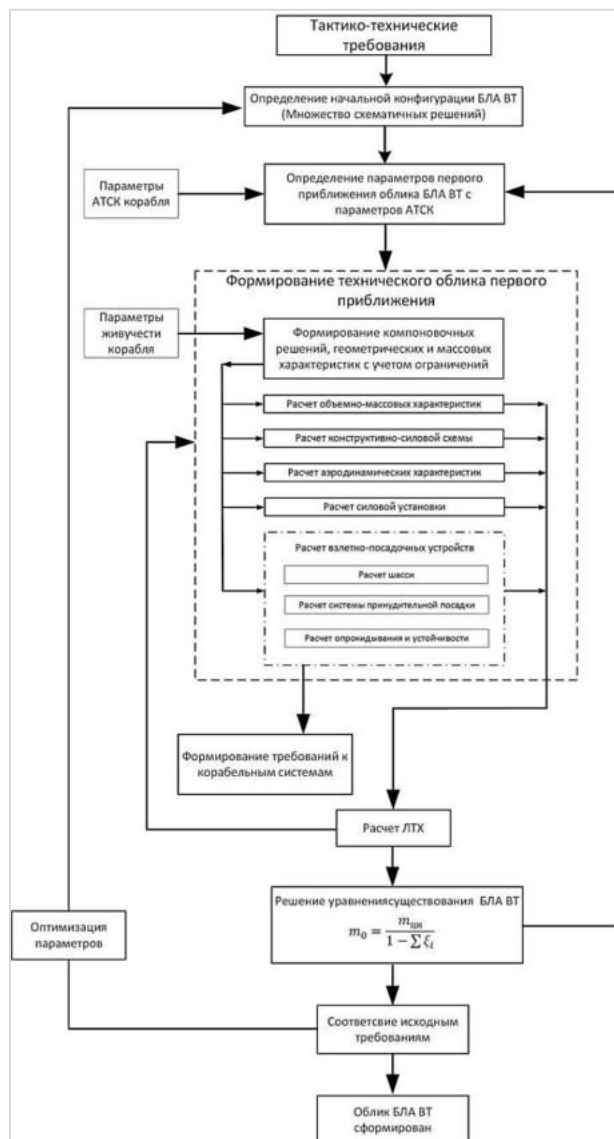 Тактико-технические
требования
Определение начальной конфигурации БЛА ВТ
(Множество схематичных решений)
Параметры
АТСК корабля
Определение параметров первого
приближения облика БЛА ВТ с
параметров АТСК
Формирование технического облика первого
приближения
Параметры
живучести
корабля
Формирование компоновочных
решений, геометрических и массовых
характеристик с учетом ограничений
Расчет объемно-массовых характеристик
Расчет конструктивно-силовой схемы
Расчет аэродинамических характеристик
Расчет силовой установки
Расчет взлетно-посадочных устройств
Расчет шасси
Расчет системы принудительной посадки
Расчет опрокидывания и устойчивости
Формирование требований к
корабельным системам
Расчет ЛТХ
Решение уравнениясуществования БЛА ВТ
m₀ = mцн / (1 − ∑ ξᵢ)
Оптимизация
параметров
Соответсвие исходным
требованиям
Облик БЛА ВТ
сформирован